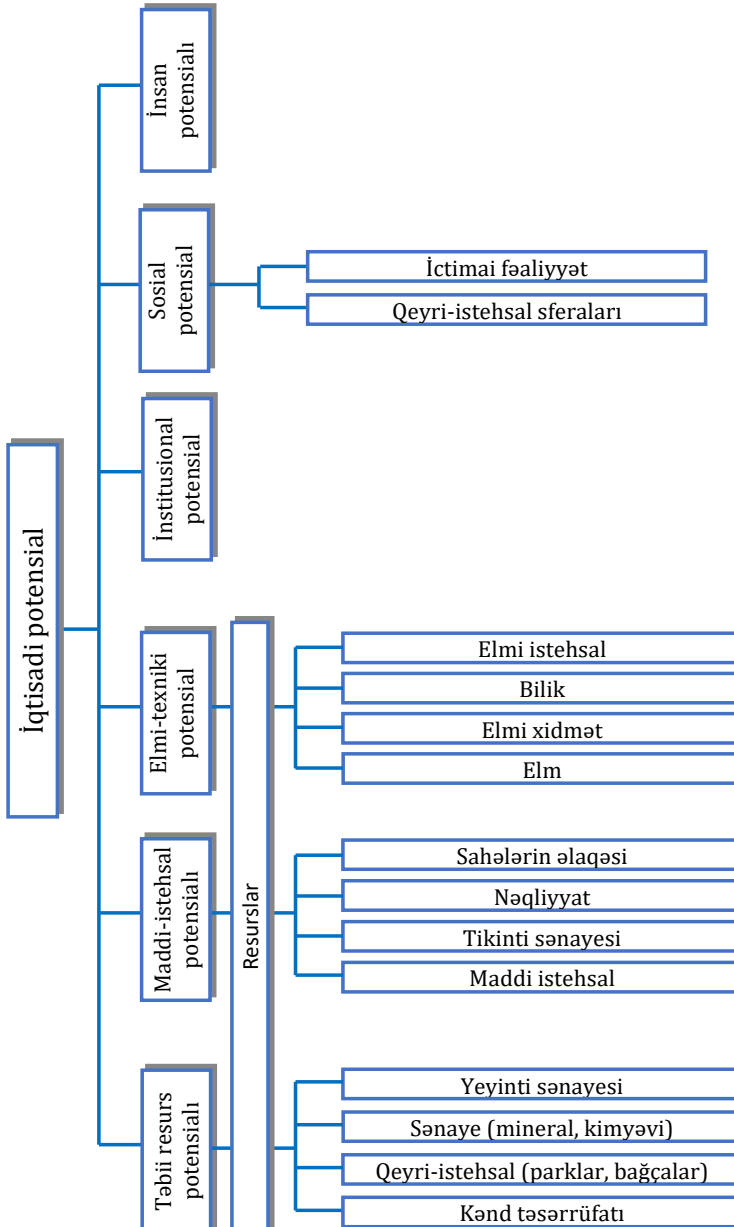 İqtisadi potensial
İnsan
potensialı
Sosial
potensial
İctimai fəaliyyət
Qeyri-istehsal sferaları
İnstitusional
potensial
Elmi-texniki
potensial
Resurslar
Elmi istehsal
Bilik
Elmi xidmət
Elm
Maddi-istehsal
potensialı
Sahələrin əlaqəsi
Nəqliyyat
Tikinti sənayesi
Maddi istehsal
Təbii resurs
potensialı
Yeyinti sənayesi
Sənaye (mineral, kimyəvi)
Qeyri-istehsal (parklar, bağçalar)
Kənd təsərrüfatı